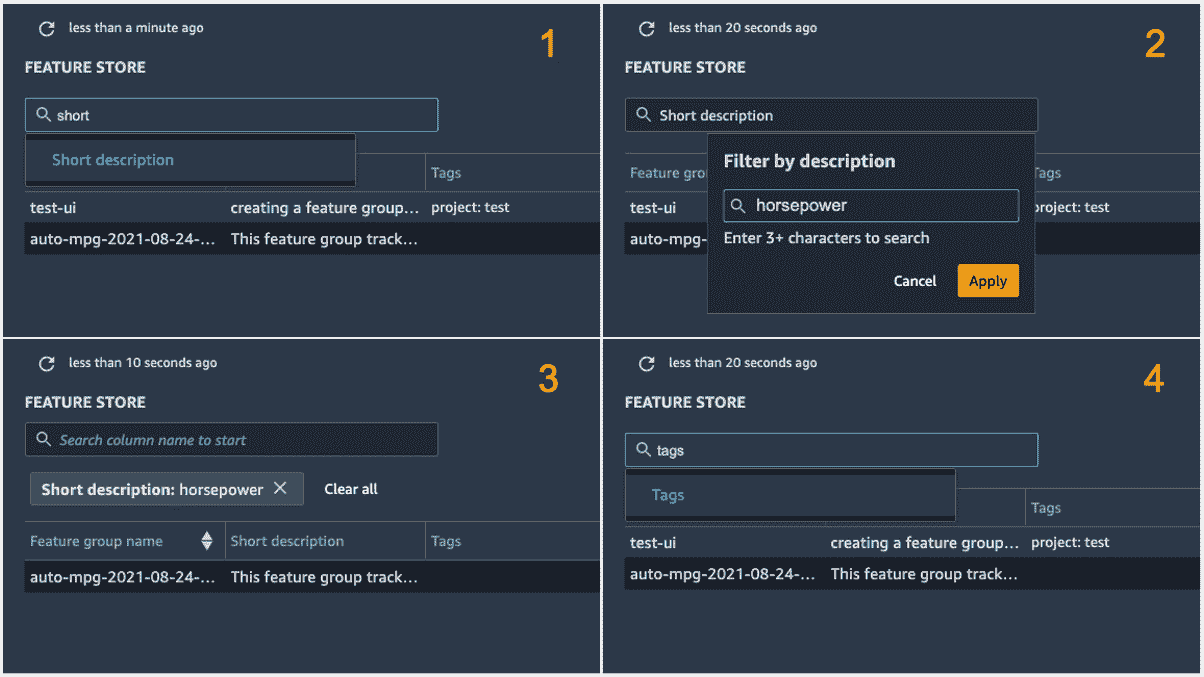 less than a minute ago
1
FEATURE STORE
short
Short description
Tags
test-ui creating a feature group... project: test
auto-mpg-2021-08-24-... This feature group track...
less than 20 seconds ago
2
FEATURE STORE
Short description
Feature gro Tags
Filter by description
test-ui project: test
horsepower
auto-mpg-
Enter 3+ characters to search
Cancel Apply
less than 10 seconds ago
3
FEATURE STORE
Search column name to start
Short description: horsepower Clear all
Feature group name Short description Tags
auto-mpg-2021-08-24-... This feature group track...
less than 20 seconds ago
4
FEATURE STORE
tags
Tags
Tags
test-ui creating a feature group... project: test
auto-mpg-2021-08-24-... This feature group track...